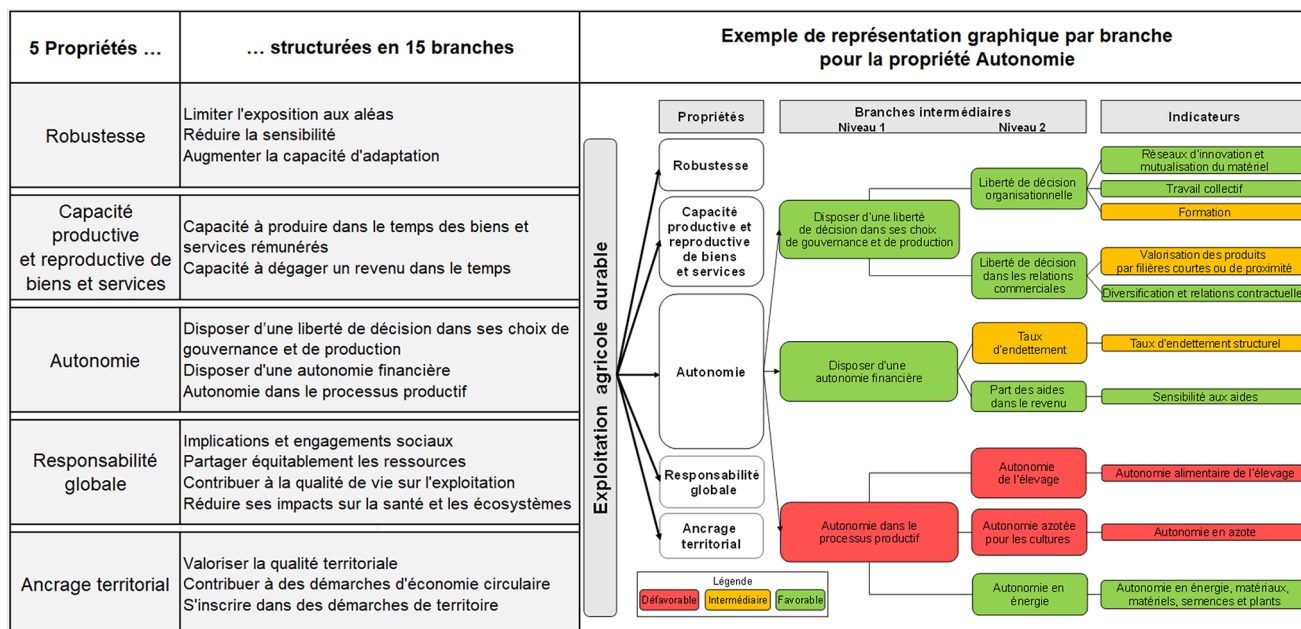 5 Propriétés ...
... structurées en 15 branches
Exemple de représentation graphique par branche
pour la propriété Autonomie
Robustesse
Limiter l'exposition aux aléas
Réduire la sensibilité
Augmenter la capacité d'adaptation
Capacité
productive
et reproductive de
biens et services
Capacité à produire dans le temps des biens et
services rémunérés
Capacité à dégager un revenu dans le temps
Autonomie
Disposer d'une liberté de décision dans ses choix de
gouvernance et de production
Disposer d'une autonomie financière
Autonomie dans le processus productif
Responsabilité
globale
Implications et engagements sociaux
Partager équitablement les ressources
Contribuer à la qualité de vie sur l'exploitation
Réduire ses impacts sur la santé et les écosystèmes
Ancrage territorial
Valoriser la qualité territoriale
Contribuer à des démarches d'économie circulaire
S'inscrire dans des démarches de territoire
Exploitation agricole durable
Propriétés
Branches intermédiaires
Niveau 1
Niveau 2
Indicateurs
Robustesse
Capacité
productive et
reproductive
de biens
et services
Autonomie
Responsabilité
globale
Ancrage
territorial
Disposer d'une liberté
de décision dans ses choix
de gouvernance et de production
Liberté de décision
organisationnelle
Réseaux d'innovation et
mutualisation du matériel
Travail collectif
Formation
Liberté de décision
dans les relations
commerciales
Valorisation des produits
par filières courtes ou de proximité
Diversification et relations contractuelle
Disposer d'une
autonomie financière
Taux
d'endettement
Taux d'endettement structurel
Part des aides
dans le revenu
Sensibilité aux aides
Autonomie dans le
processus productif
Autonomie
de l'élevage
Autonomie alimentaire de l'élevage
Autonomie azotée
pour les cultures
Autonomie en azote
Autonomie en
énergie
Autonomie en énergie, matériaux,
matériels, semences et plants
Légende
Défavorable
Intermédiaire
Favorable